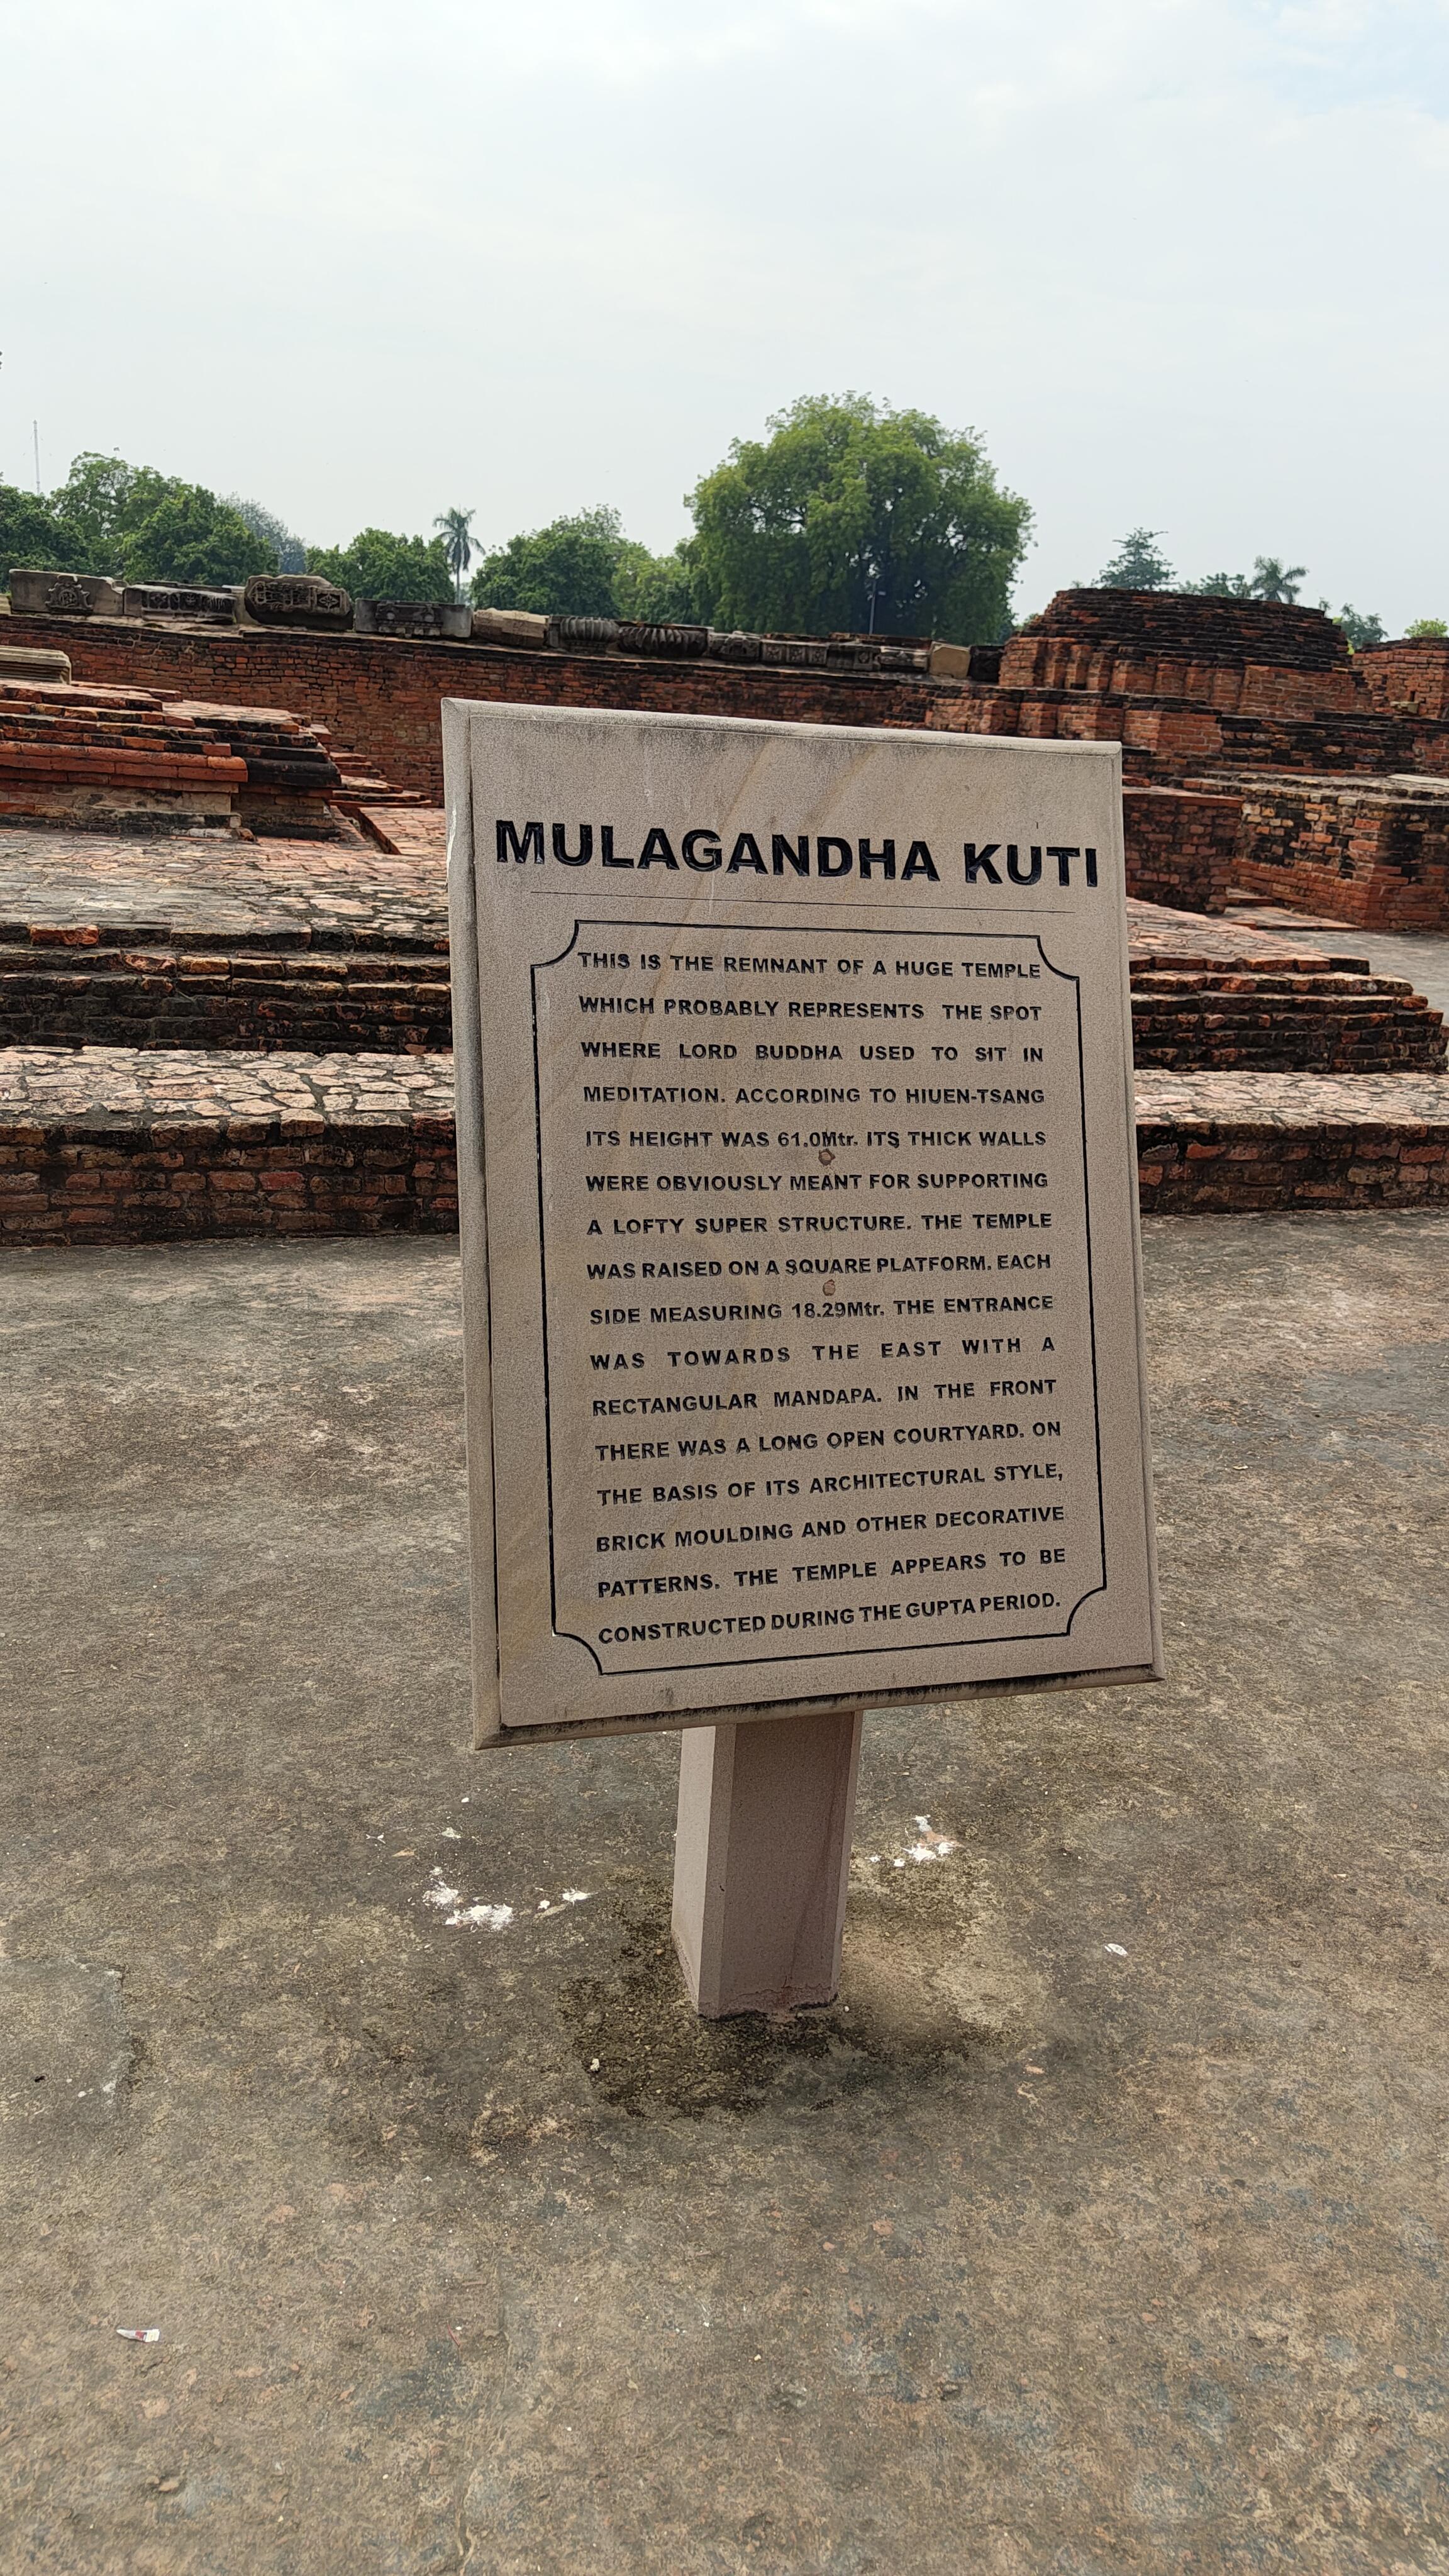 MULAGANDHA KUTI
THIS IS THE REMNANT OF A HUGE TEMPLE
WHICH PROBABLY REPRESENTS THE SPOT
WHERE LORD BUDDHA USED TO SIT IN
MEDITATION. ACCORDING TO HIUEN-TSANG
ITS HEIGHT WAS 61.0Mtr. ITS THICK WALLS
WERE OBVIOUSLY MEANT FOR SUPPORTING
A LOFTY SUPER STRUCTURE. THE TEMPLE
WAS RAISED ON A SQUARE PLATFORM. EACH
SIDE MEASURING 18.29Mtr. THE ENTRANCE
WAS TOWARDS THE EAST WITH A
RECTANGULAR MANDAPA. IN THE FRONT
THERE WAS A LONG OPEN COURTYARD. ON
THE BASIS OF ITS ARCHITECTURAL STYLE,
BRICK MOULDING AND OTHER DECORATIVE
PATTERNS. THE TEMPLE APPEARS TO BE
CONSTRUCTED DURING THE GUPTA PERIOD.